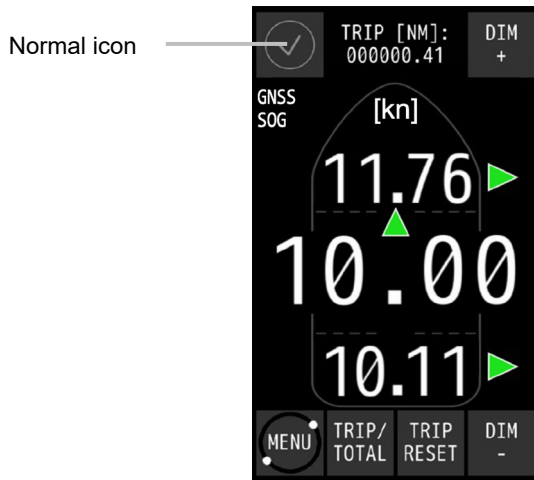 Normal icon
TRIP [NM]:
000000.41
DIM
+
GNSS
SOG
[kn]
11.76
10.00
10.11
MENU
TRIP/
TOTAL
TRIP
RESET
DIM
-